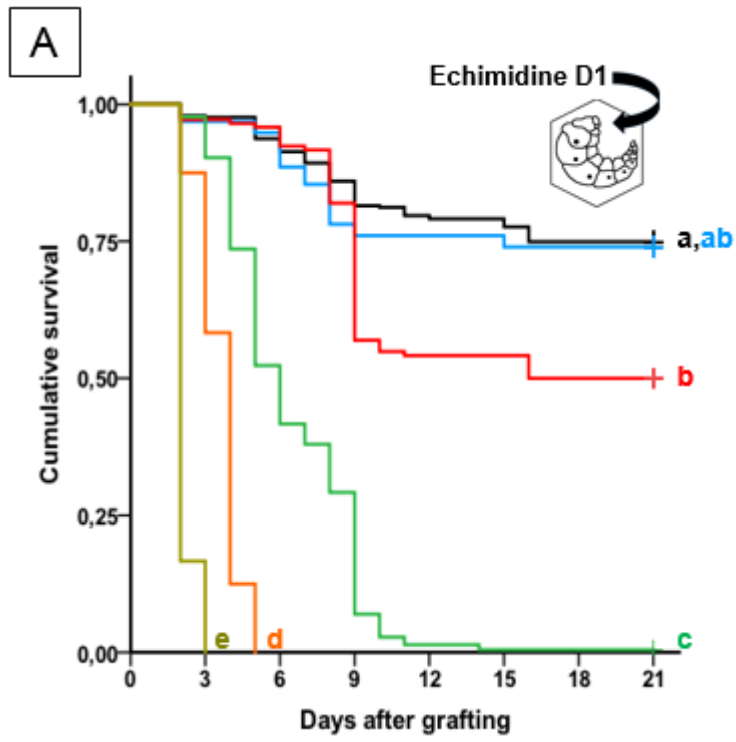 A
Echimidine D1
1,00
0,75
0,50
0,25
0,00
Cumulative survival
a,ab
b
c
d
e
0 3 6 9 12 15 18 21
Days after grafting